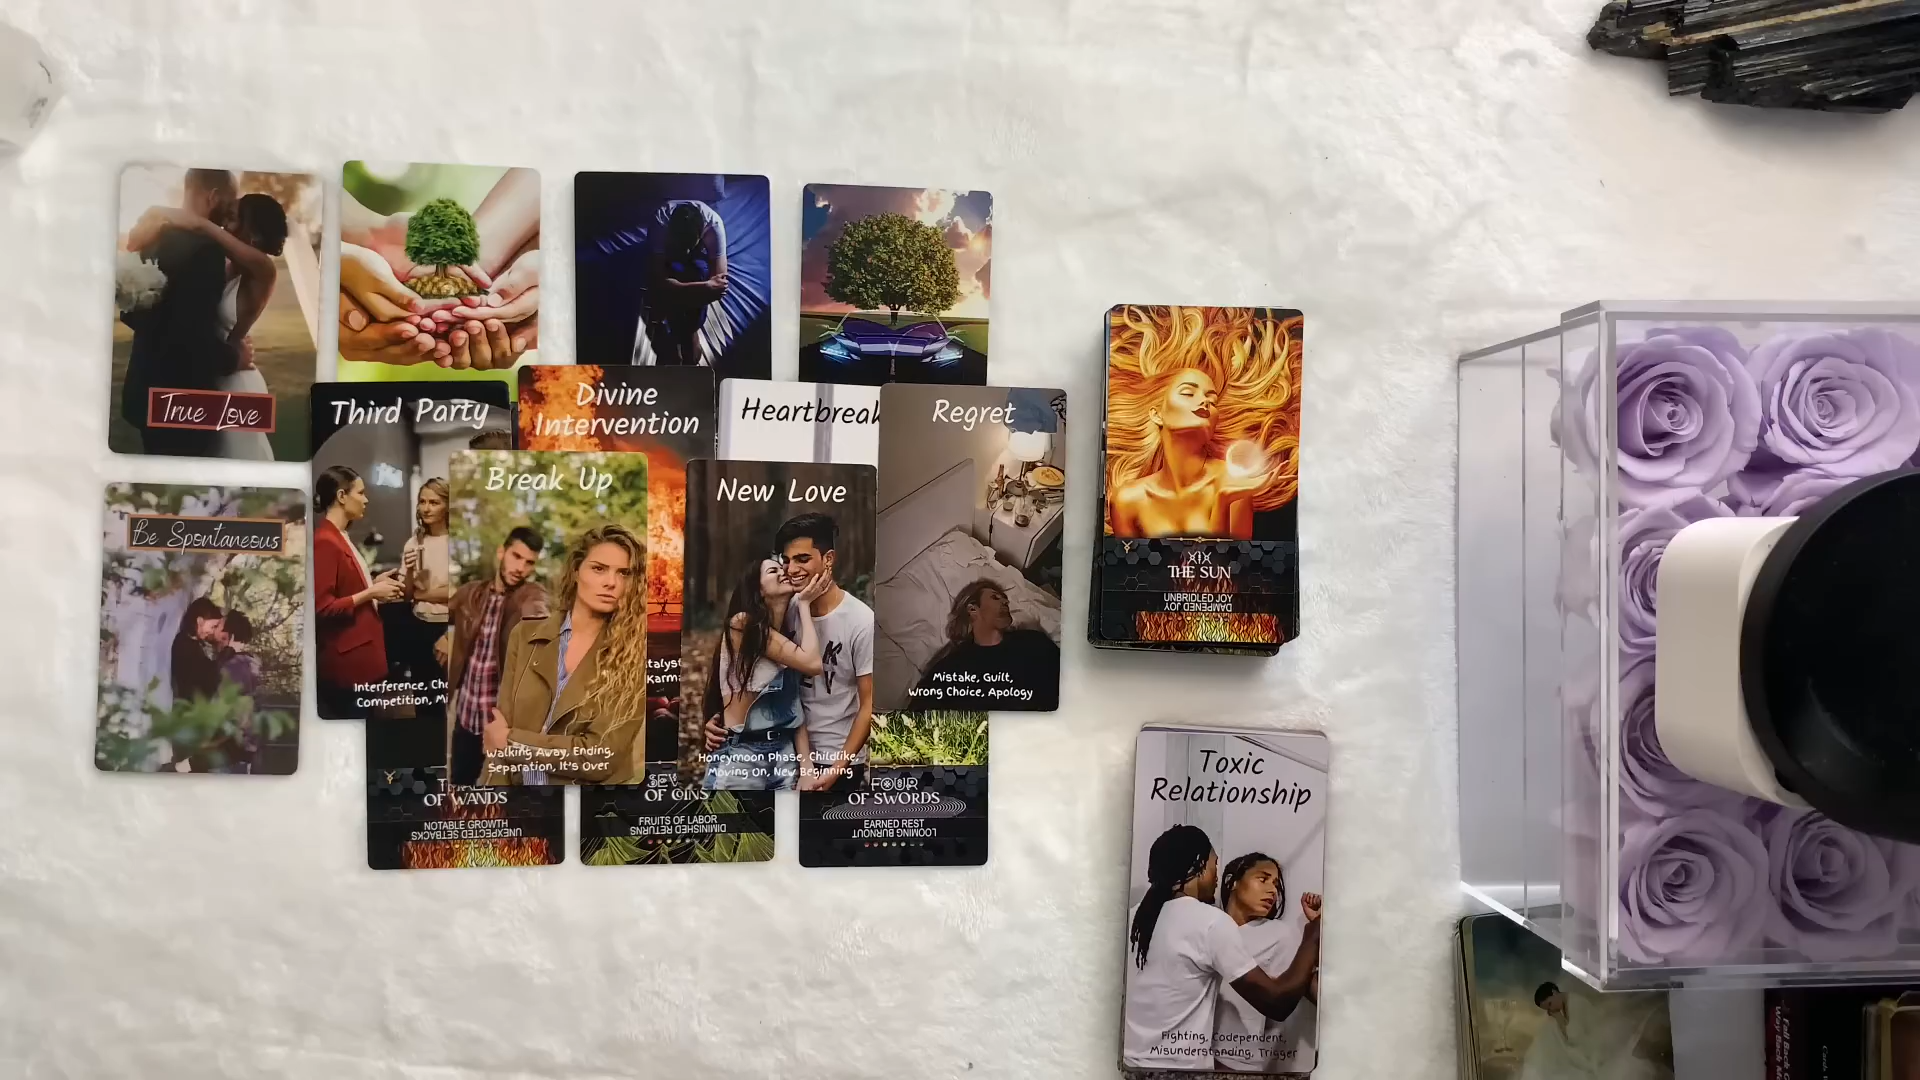 True Love
Be Spontaneous
Third Party
Interference,
Competition,
Divine
Intervention
Heartbreak
Regret
Mistake, Guilt,
Wrong Choice, Apology
Break Up
Walking Away, Ending,
Separation, It's Over
New Love
Honeymoon Phase, Childlike,
Moving On, New Beginning
OF WANDS
NOTABLE GROWTH
UNEXPECTED SETBACKS
OF COINS
FRUITS OF LABOR
DIMINISHED RETURNS
FOUR
OF SWORDS
EARNED REST
LOOMING BURNOUT
XIX
THE SUN
UNBRIDLED JOY
DAMPENED JOY
Toxic
Relationship
Fighting, Codependent,
Misunderstanding, Trigger